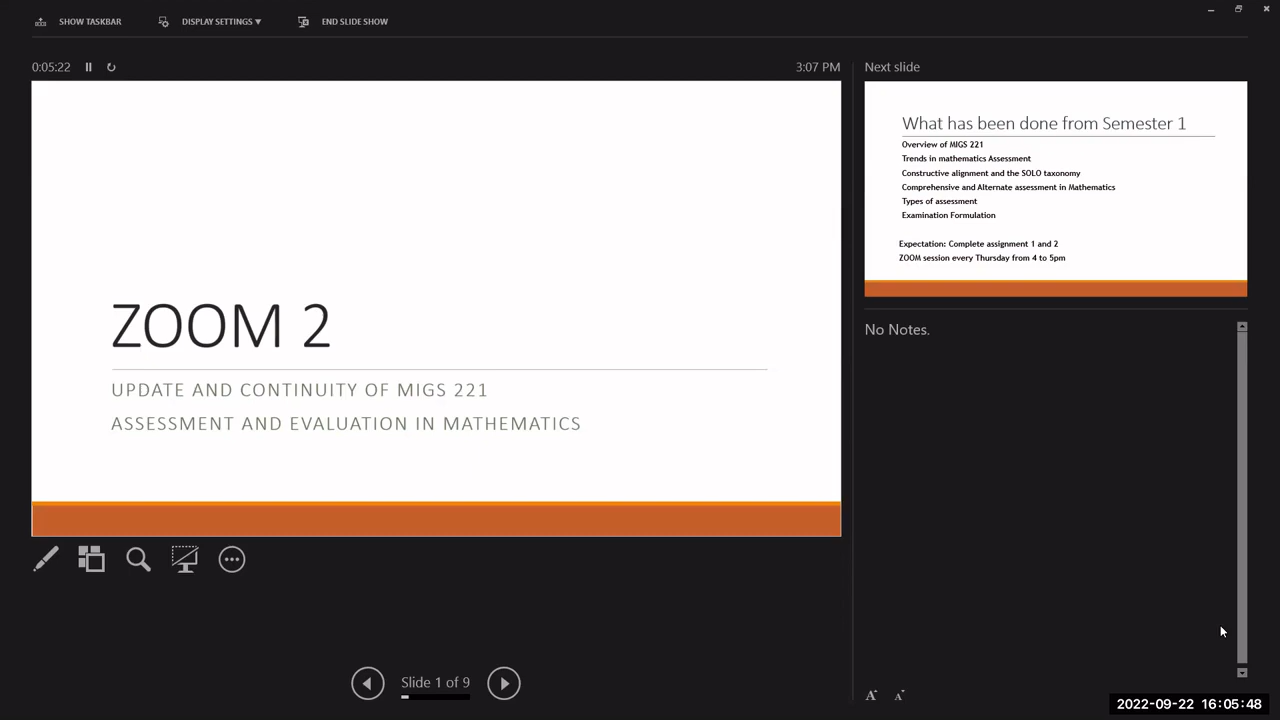 SHOW TASKBAR
DISPLAY SETTINGS ▼
END SLIDE SHOW
0:05:22
3:07 PM
ZOOM 2
UPDATE AND CONTINUITY OF MIGS 221
ASSESSMENT AND EVALUATION IN MATHEMATICS
Slide 1 of 9
Next slide
What has been done from Semester 1
Overview of MIGS 221
Trends in mathematics Assessment
Constructive alignment and the SOLO taxonomy
Comprehensive and Alternate assessment in Mathematics
Types of assessment
Examination Formulation
Expectation: Complete assignment 1 and 2
ZOOM session every Thursday from 4 to 5pm
No Notes.
A A
2022-09-22 16:05:48